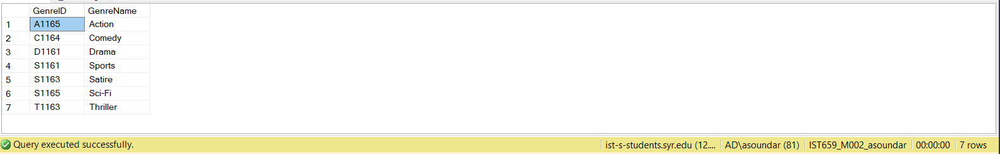 GenreID GenreName
1 A1165 Action
2 C1164 Comedy
3 D1161 Drama
4 S1161 Sports
5 S1163 Satire
6 S1165 Sci-Fi
7 T1163 Thriller
Query executed successfully. ist-s-students.syr.edu (12.... AD\asoundar (81) IST659_M002_asoundar 00:00:00 7 rows